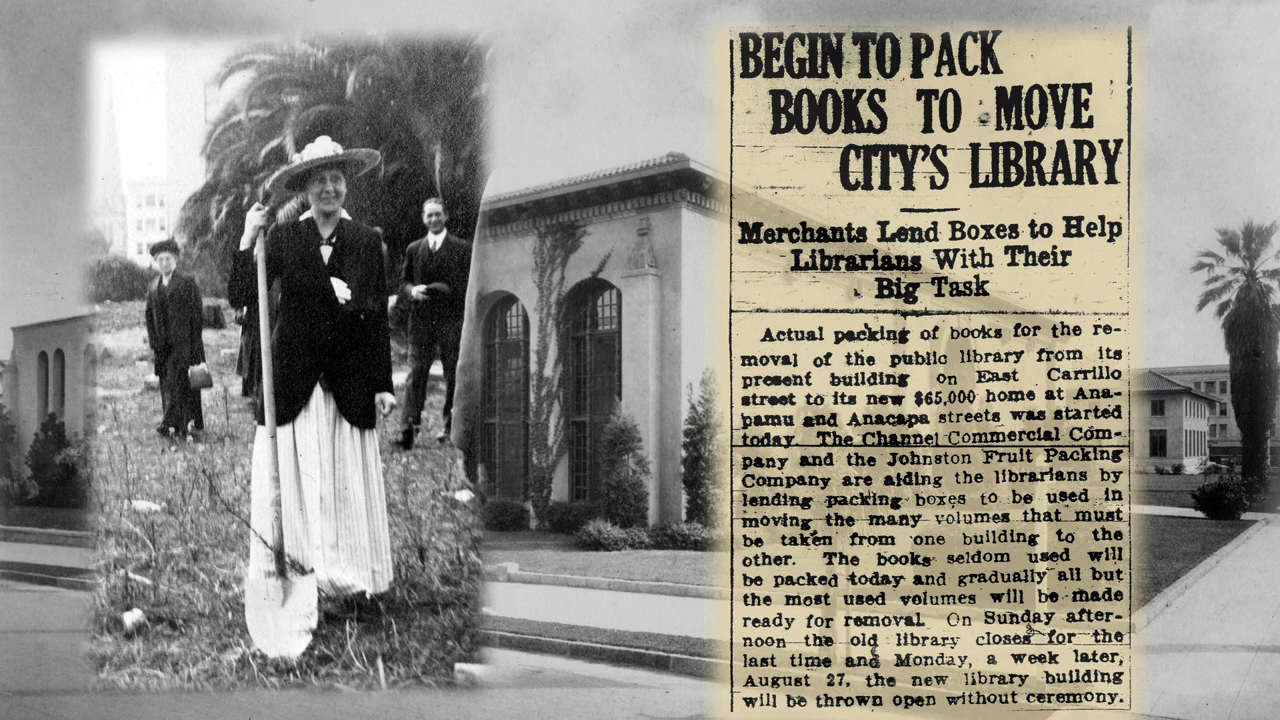 BEGIN TO PACK
BOOKS TO MOVE
CITY'S LIBRARY
Merchants Lend Boxes to Help
Librarians With Their
Big Task
Actual packing of books for the re-
moval of the public library from its
present building on East Carrillo
street to its new $65,000 home at Ana-
pamu and Anacapa streets was started
today. The Channel Commercial Com-
pany and the Johnston Fruit Packing
Company are aiding the librarians by
lending packing boxes to be used in
moving the many volumes that must
be taken from one building to the
other. The books seldom used will
be packed today and gradually all but
the most used volumes will be made
ready for removal. On Sunday after-
noon the old library closes for the
last time and Monday, a week later,
August 27, the new library building
will be thrown open without ceremony.